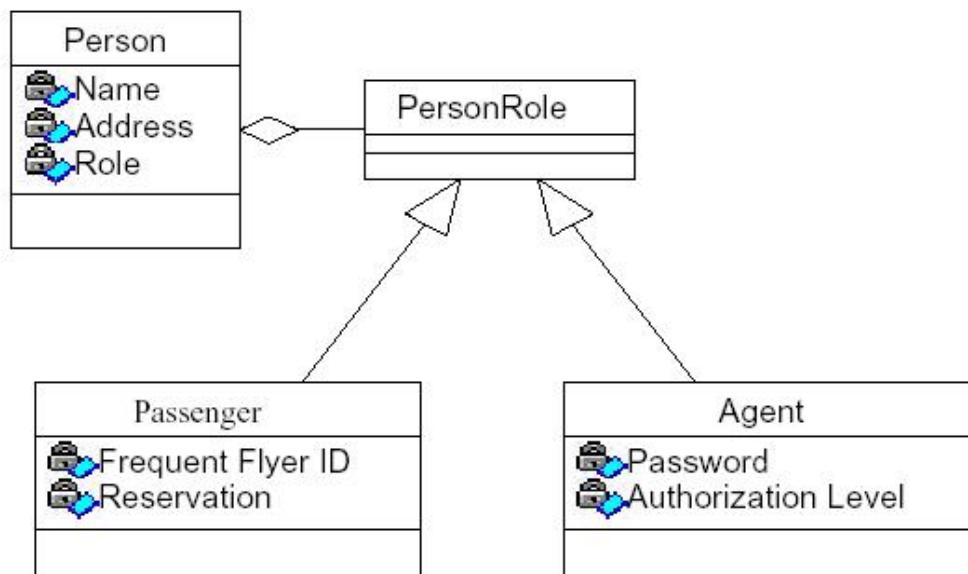 Person
Name
Address
Role
PersonRole
Passenger
Frequent Flyer ID
Reservation
Agent
Password
Authorization Level